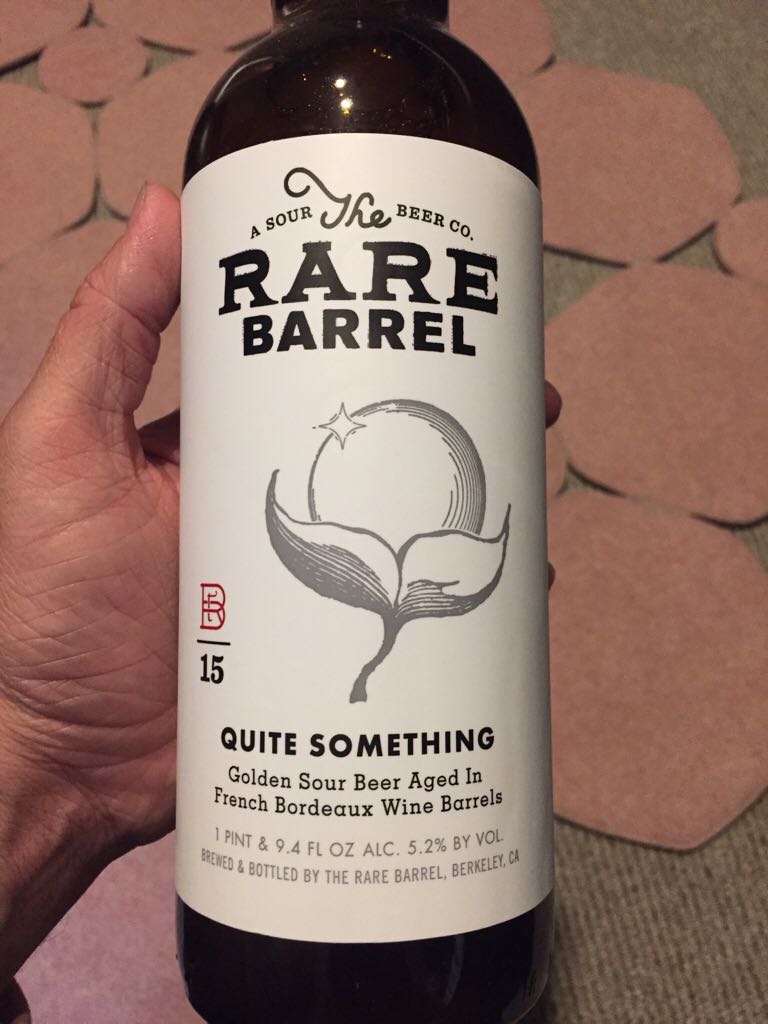 A SOUR The BEER CO.
RARE
BARREL
RB
15
QUITE SOMETHING
Golden Sour Beer Aged In
French Bordeaux Wine Barrels
1 PINT & 9.4 FL OZ ALC. 5.2% BY VOL.
BREWED & BOTTLED BY THE RARE BARREL, BERKELEY, CA